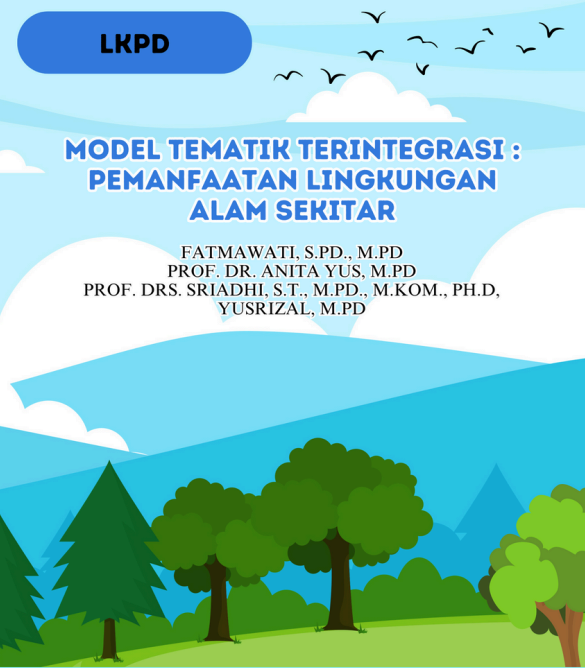 LKPD
MODEL TEMATIK TERINTEGRASI :
PEMANFAATAN LINGKUNGAN
ALAM SEKITAR
FATMAWATI, S.PD., M.PD
PROF. DR. ANITA YUS, M.PD
PROF. DRS. SRIADHI, S.T., M.PD., M.KOM., PH.D,
YUSRIZAL, M.PD